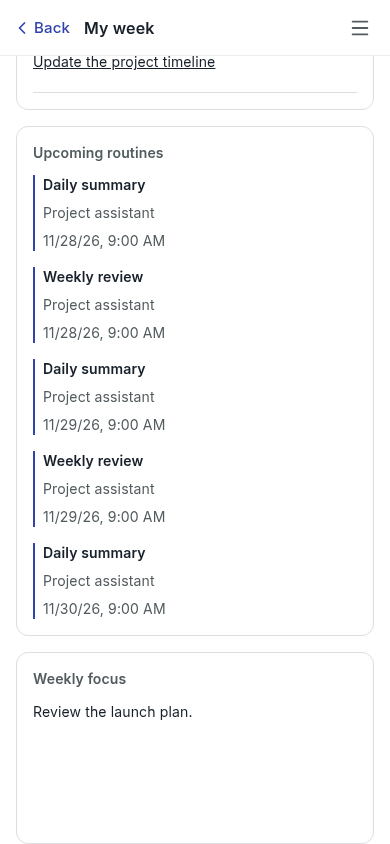 Back My week
Update the project timeline
Upcoming routines
Daily summary
Project assistant
11/28/26, 9:00 AM
Weekly review
Project assistant
11/28/26, 9:00 AM
Daily summary
Project assistant
11/29/26, 9:00 AM
Weekly review
Project assistant
11/29/26, 9:00 AM
Daily summary
Project assistant
11/30/26, 9:00 AM
Weekly focus
Review the launch plan.